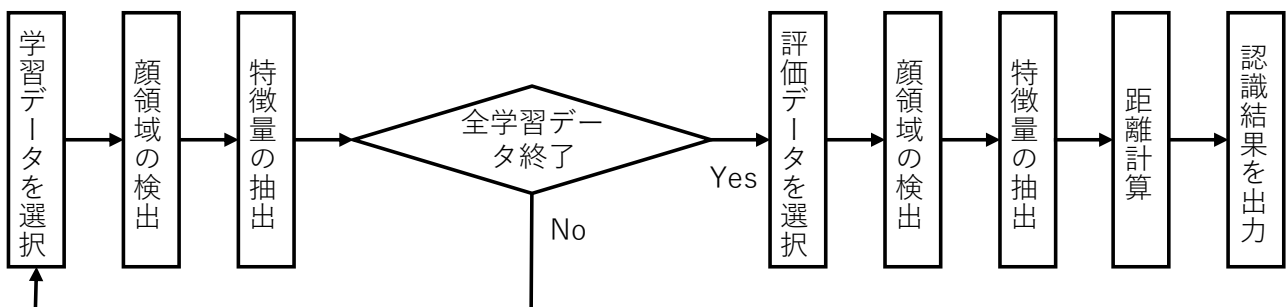 学習データを選択
顔領域の検出
特徴量の抽出
全学習デー
タ終了
Yes
No
評価データを選択
顔領域の検出
特徴量の抽出
距離計算
認識結果を出力